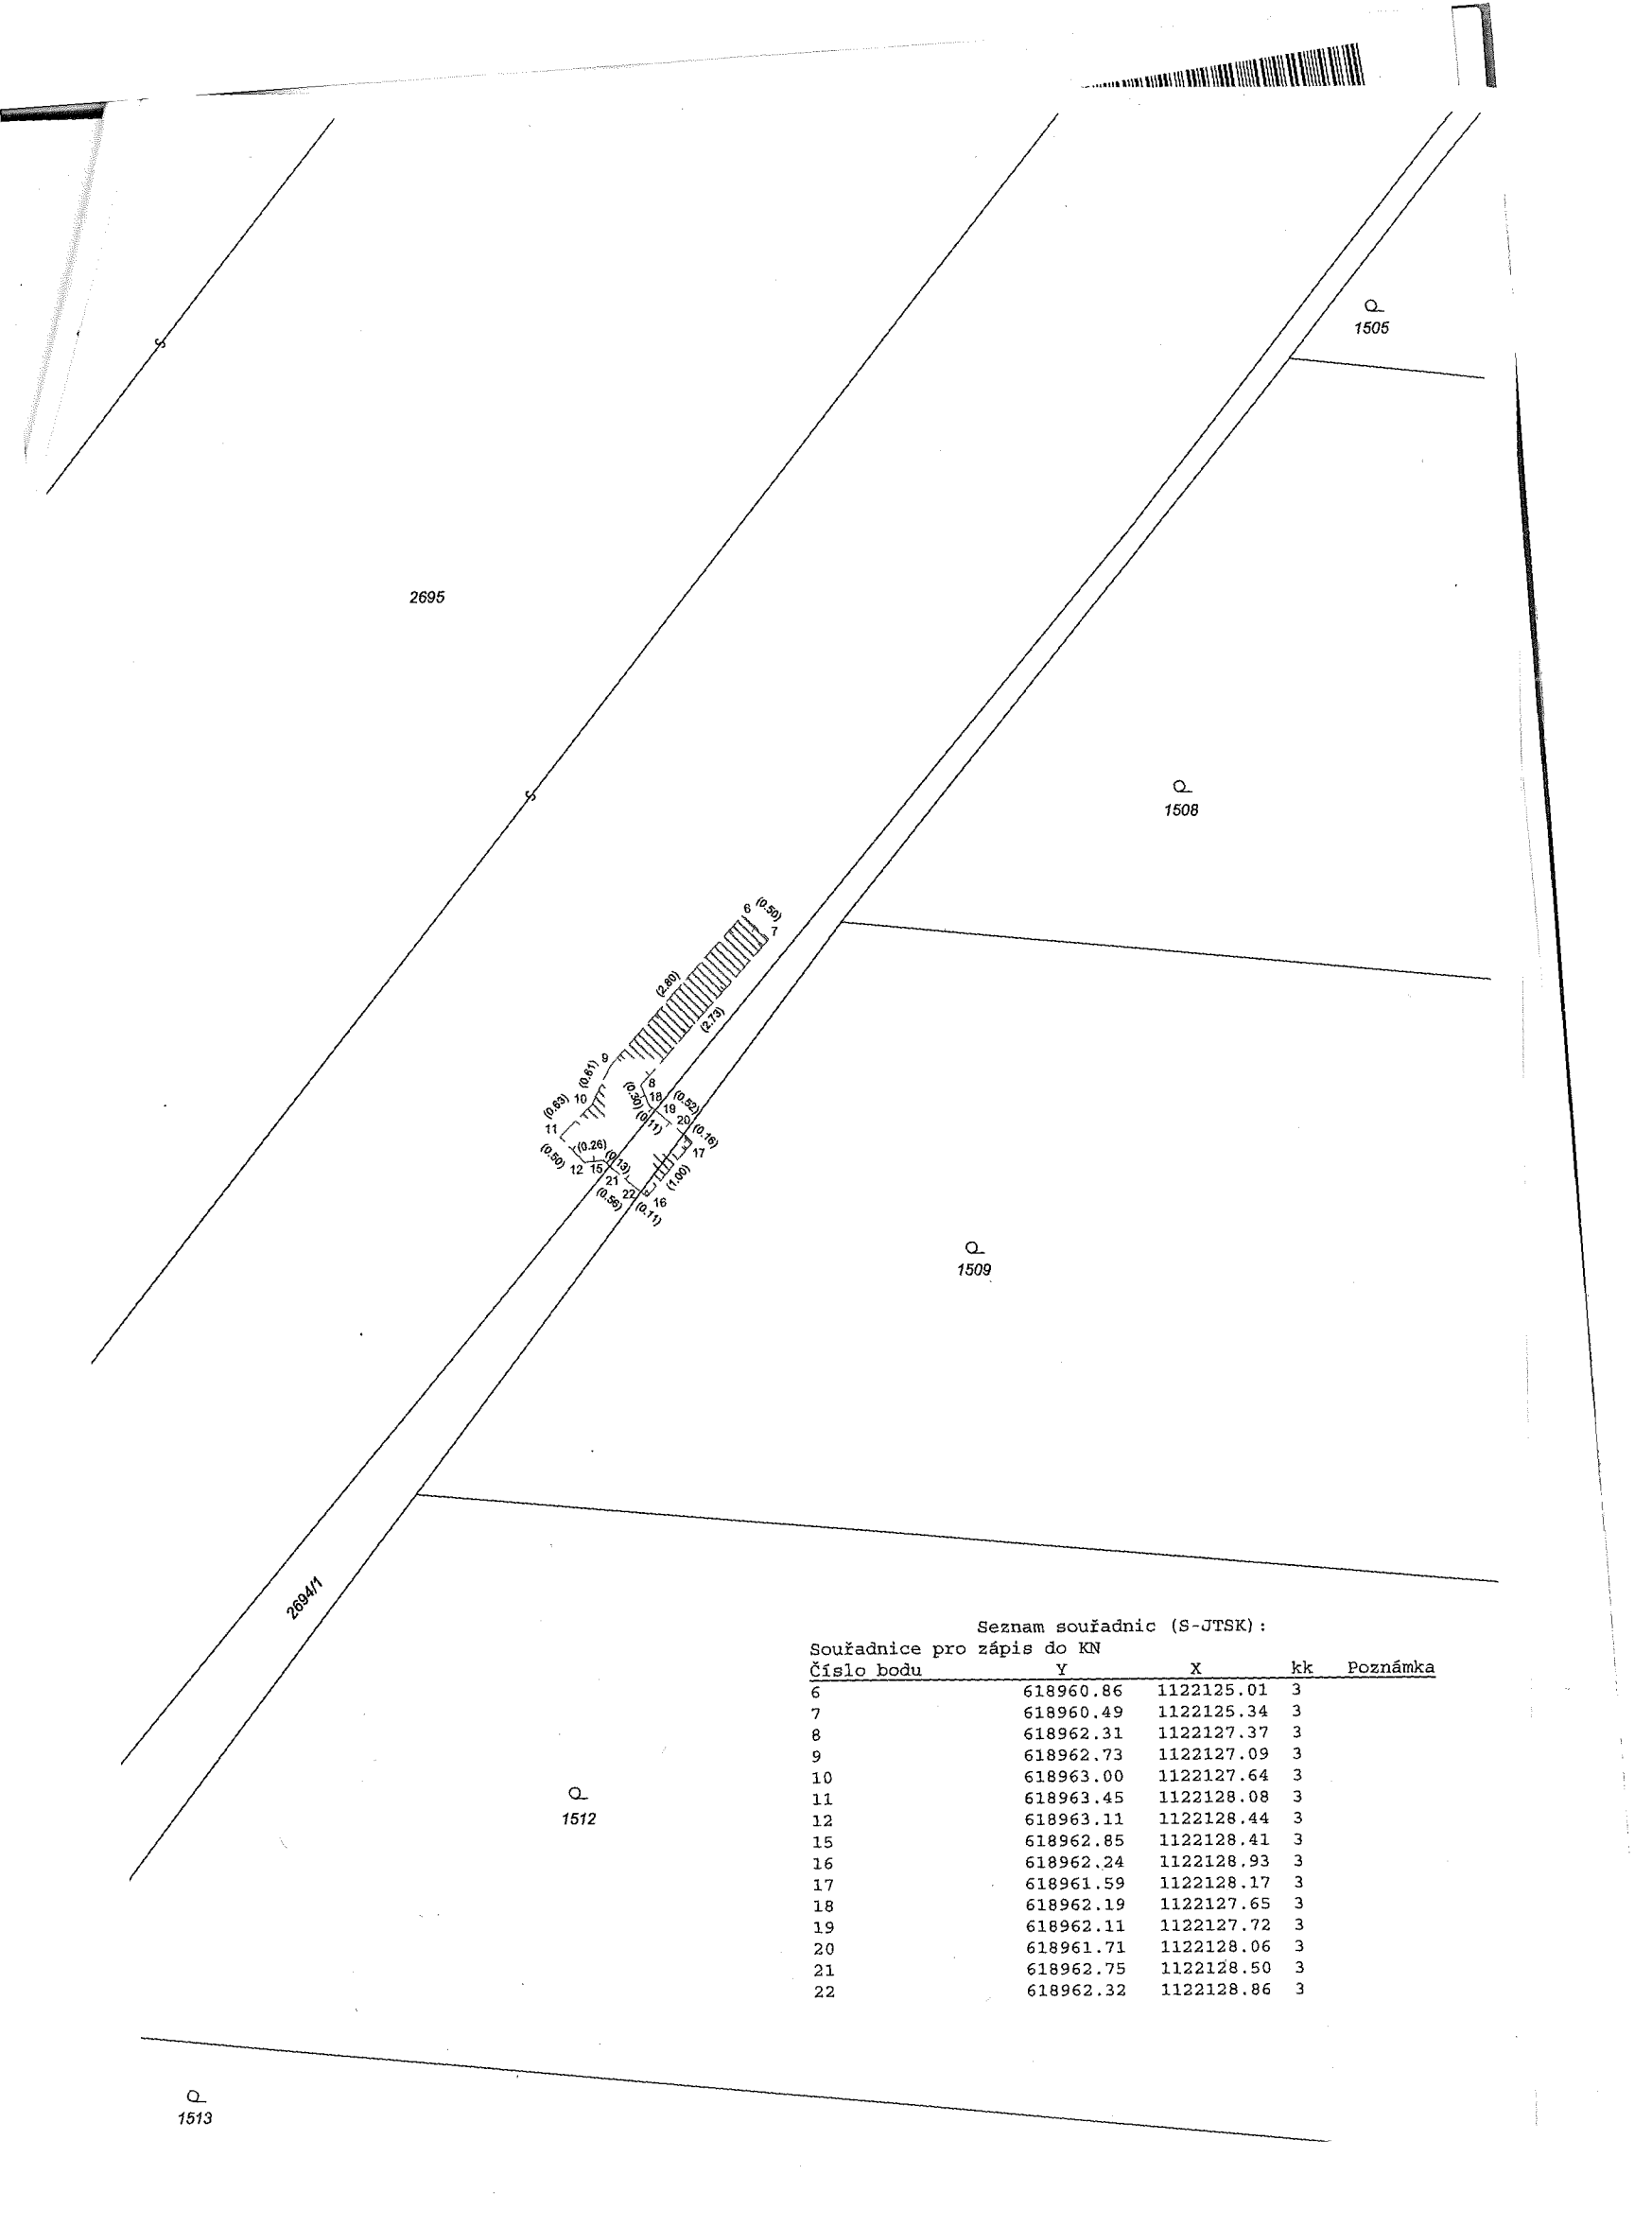 1505
2695
1508
6 (0.50)
7
(2.80)
(2.73)
9
(0.61)
8
10
(0.63)
(0.30)
18
(0.52)
19
20
(0.11)
(0.16)
11
17
(0.26)
(0.50)
12
15
(0.13)
21
(1.00)
22
16
(0.56)
(0.11)
1509
2694/1
Seznam souřadnic (S-JTSK):
Souřadnice pro zápis do KN
Číslo bodu Y X kk Poznámka
6 618960.86 1122125.01 3
7 618960.49 1122125.34 3
8 618962.31 1122127.37 3
9 618962.73 1122127.09 3
10 618963.00 1122127.64 3
11 618963.45 1122128.08 3
12 618963.11 1122128.44 3
15 618962.85 1122128.41 3
16 618962.24 1122128.93 3
17 618961.59 1122128.17 3
18 618962.19 1122127.65 3
19 618962.11 1122127.72 3
20 618961.71 1122128.06 3
21 618962.75 1122128.50 3
22 618962.32 1122128.86 3
1512
1513